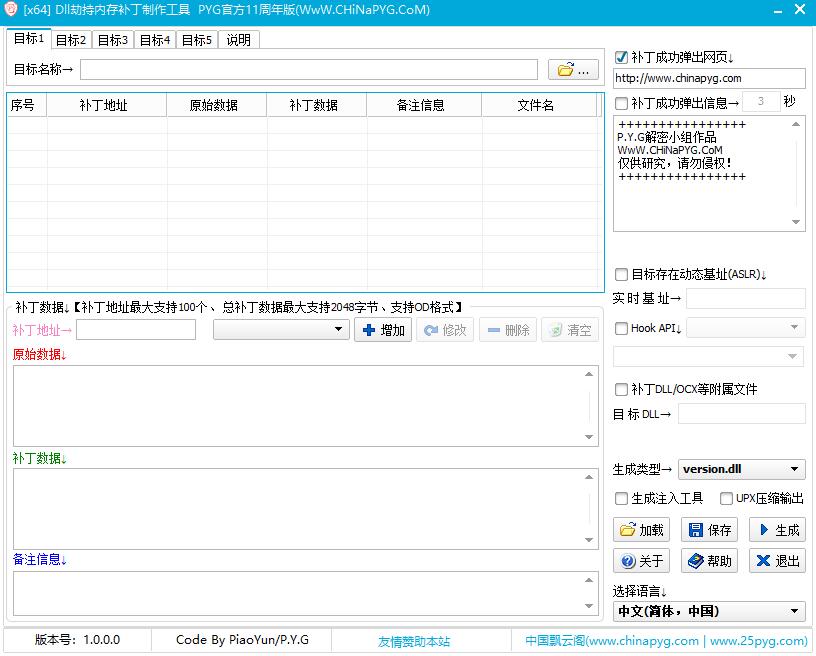 [x64] Dll劫持内存补丁制作工具 PYG官方11周年版(WwW.CHiNaPYG.CoM)
目标1 目标2 目标3 目标4 目标5 说明
目标名称→ ...
序号 补丁地址 原始数据 补丁数据 备注信息 文件名
补丁数据↓【补丁地址最大支持100个、 总补丁数据最大支持2048字节、支持OD格式】
补丁地址→ 增加 修改 删除 清空
原始数据↓
补丁数据↓
备注信息↓
补丁成功弹出网页↓
http://www.chinapyg.com
补丁成功弹出信息→ 3 秒
++++++++++++++++
P.Y.G解密小组作品
WwW.CHiNaPYG.CoM
仅供研究，请勿侵权！
++++++++++++++++
目标存在动态基址(ASLR)↓
实时基址→
Hook API↓
补丁DLL/OCX等附属文件
目标DLL→
生成类型→ version.dll
生成注入工具 UPX压缩输出
加载 保存 生成
关于 帮助 退出
选择语言↓
中文(简体，中国)
版本号：1.0.0.0 Code By PiaoYun/P.Y.G 友情赞助本站 中国飘云阁(www.chinapyg.com | www.25pyg.com)